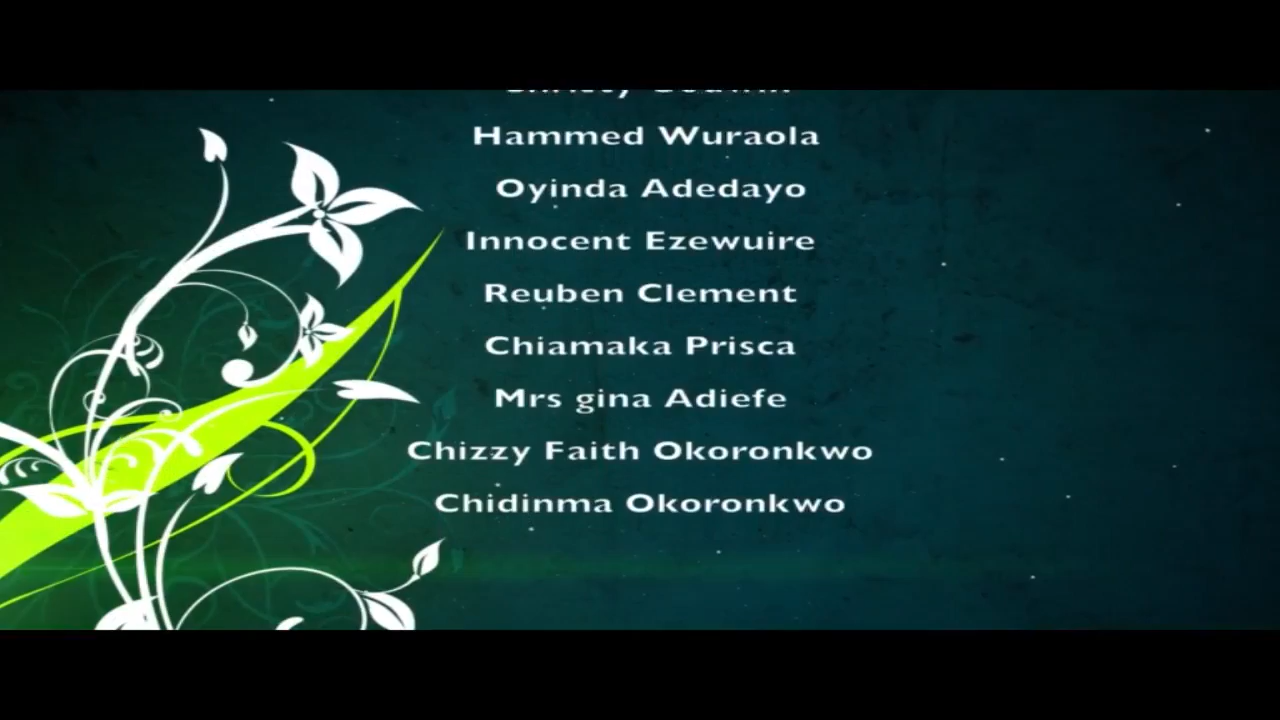 Hammed Wuraola
Oyinda Adedayo
Innocent Ezewuire
Reuben Clement
Chiamaka Prisca
Mrs gina Adiefe
Chizzy Faith Okoronkwo
Chidinma Okoronkwo